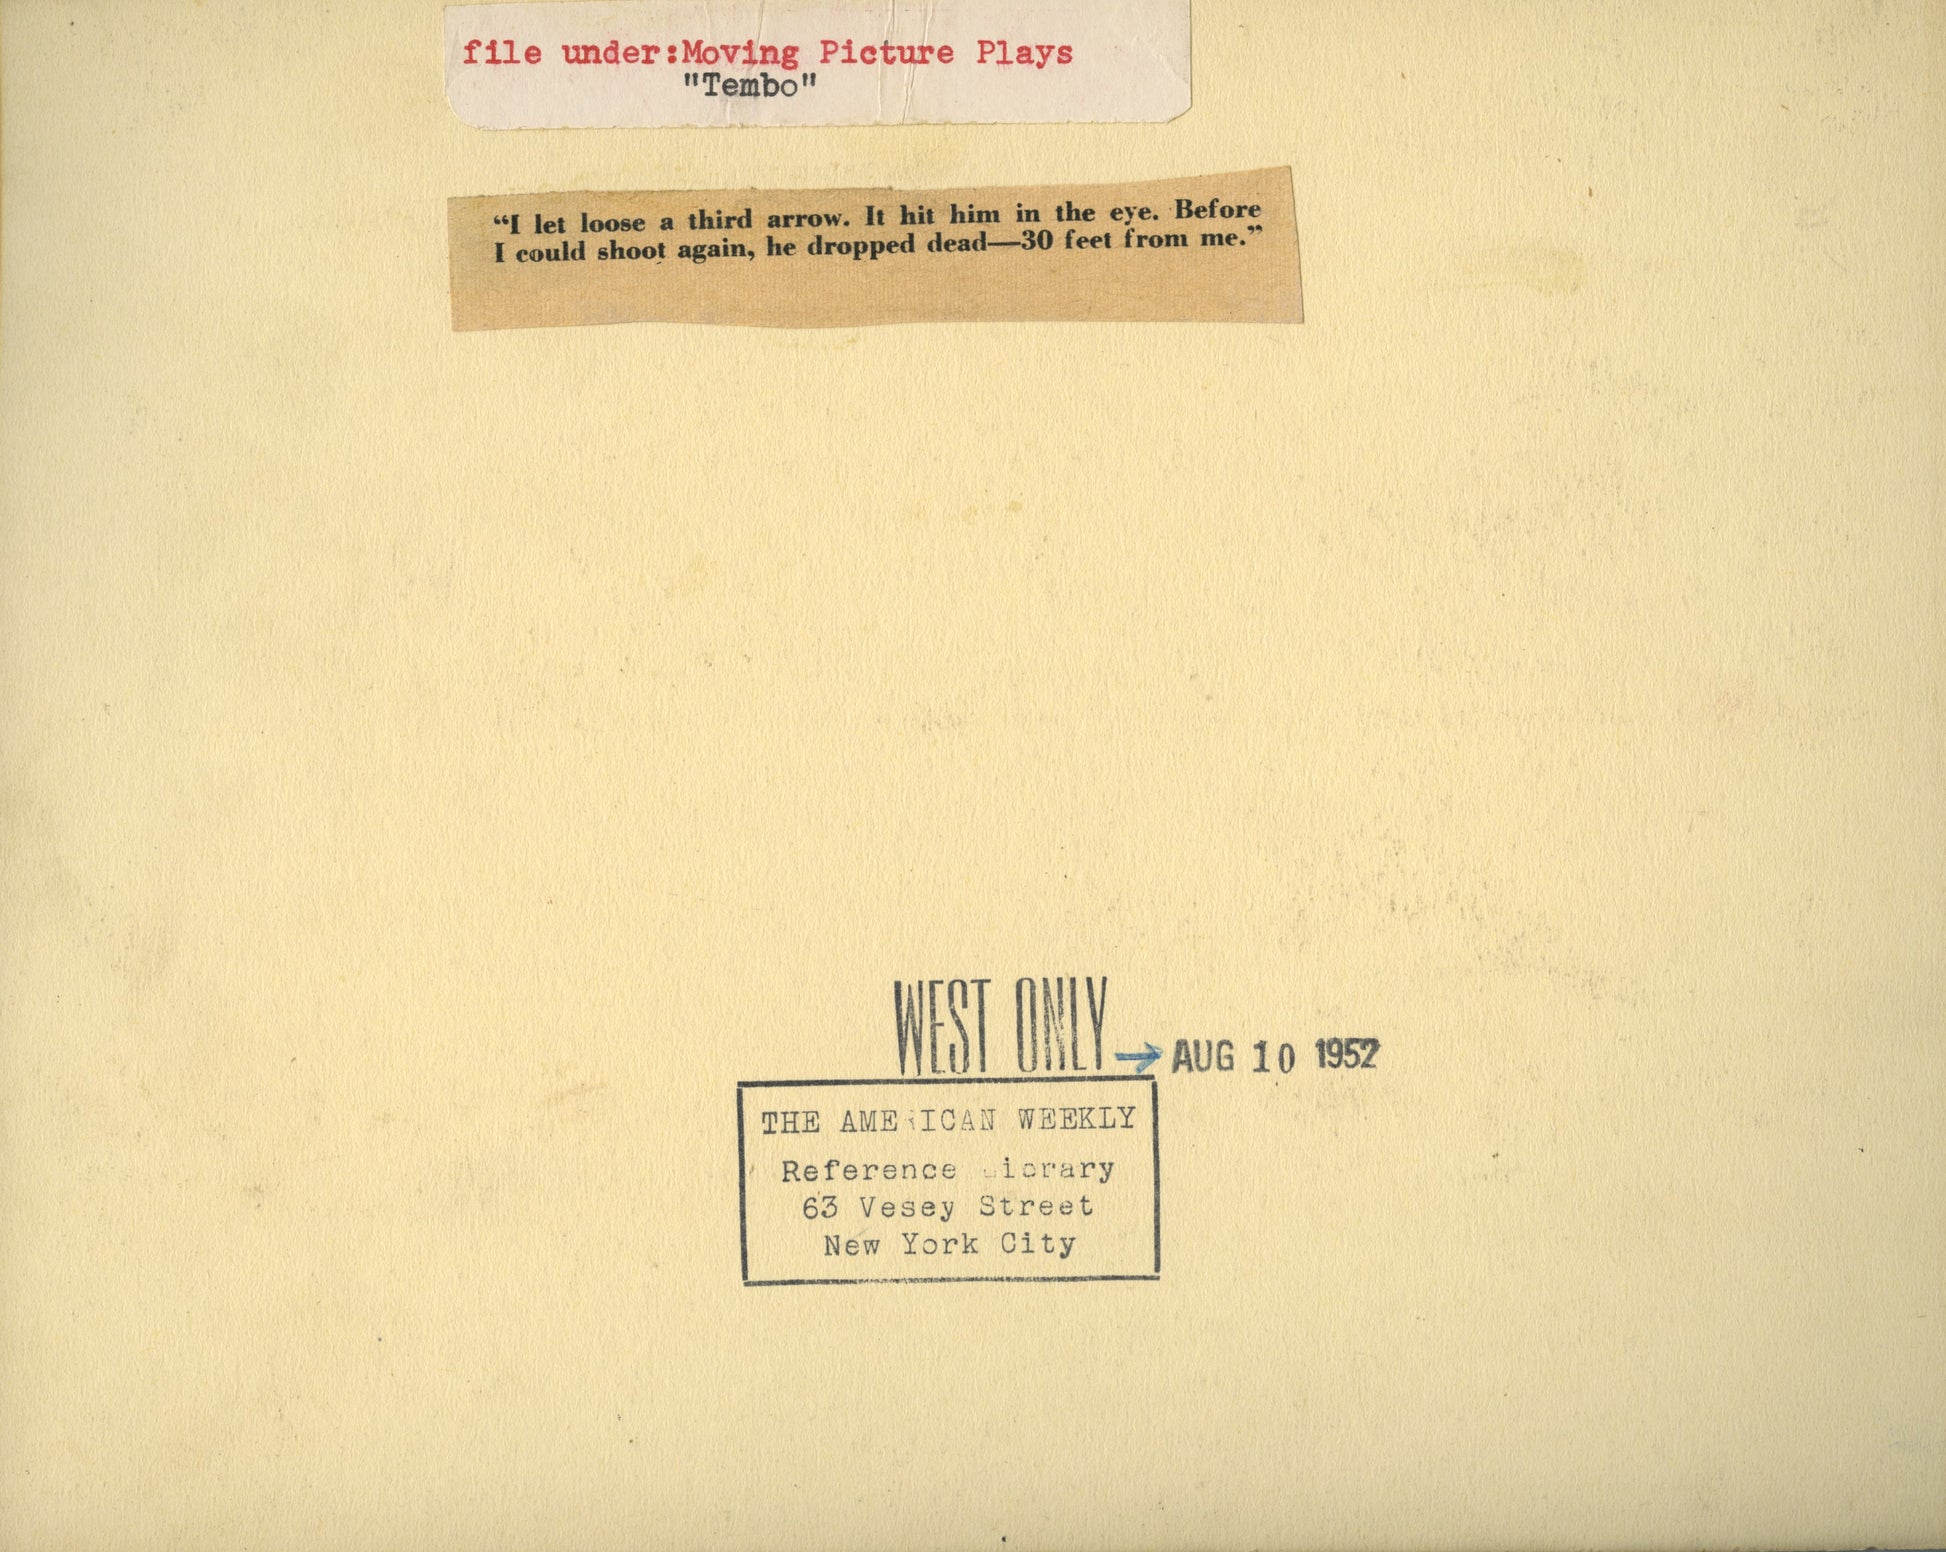 file under:Moving Picture Plays
"Tembo"
“I let loose a third arrow. It hit him in the eye. Before
I could shoot again, he dropped dead—30 feet from me.”
WEST ONLY → AUG 10 1952
THE AMERICAN WEEKLY
Reference Library
63 Vesey Street
New York City